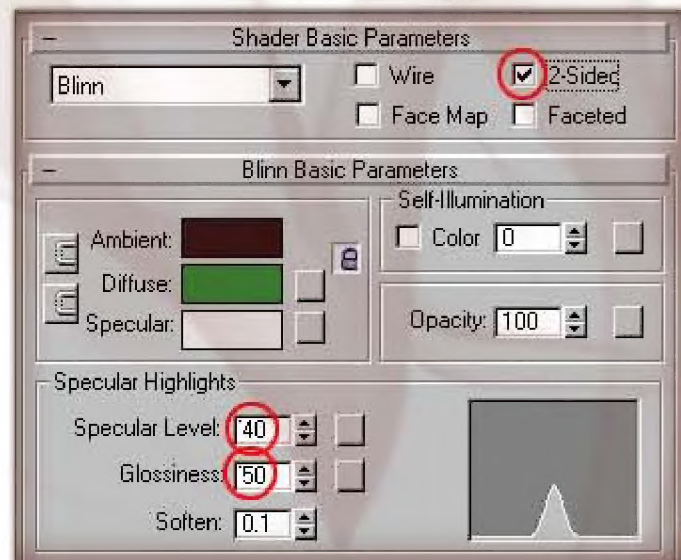 Shader Basic Parameters
Blinn
Wire
2-Sided
Face Map
Faceted
Blinn Basic Parameters
Ambient:
Diffuse:
Specular:
Self-Illumination
Color 0
Opacity: 100
Specular Highlights
Specular Level: 40
Glossiness: 50
Soften: 0.1